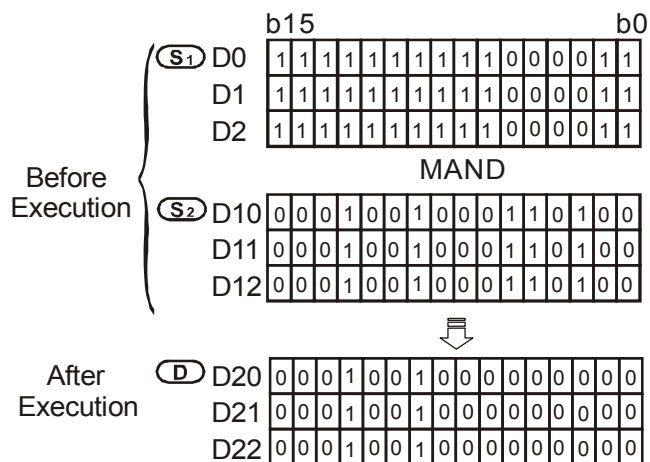 b15 b0
S1 D0 1 1 1 1 1 1 1 1 1 1 0 0 0 0 1 1
D1 1 1 1 1 1 1 1 1 1 1 0 0 0 0 1 1
D2 1 1 1 1 1 1 1 1 1 1 0 0 0 0 1 1
MAND
Before
Execution
S2 D10 0 0 0 1 0 0 1 0 0 0 1 1 0 1 0 0
D11 0 0 0 1 0 0 1 0 0 0 1 1 0 1 0 0
D12 0 0 0 1 0 0 1 0 0 0 1 1 0 1 0 0
After
Execution
D D20 0 0 0 1 0 0 1 0 0 0 0 0 0 0 0 0
D21 0 0 0 1 0 0 1 0 0 0 0 0 0 0 0 0
D22 0 0 0 1 0 0 1 0 0 0 0 0 0 0 0 0